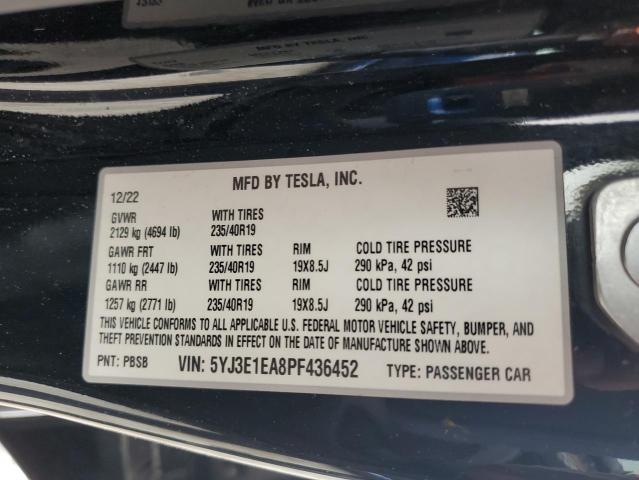 MFD BY TESLA, INC.
12/22
GVWR WITH TIRES
2129 kg (4694 lb) 235/40R19
GAWR FRT WITH TIRES RIM COLD TIRE PRESSURE
1110 kg (2447 lb) 235/40R19 19X8.5J 290 kPa, 42 psi
GAWR RR WITH TIRES RIM COLD TIRE PRESSURE
1257 kg (2771 lb) 235/40R19 19X8.5J 290 kPa, 42 psi
THIS VEHICLE CONFORMS TO ALL APPLICABLE U.S. FEDERAL MOTOR VEHICLE SAFETY, BUMPER, AND
THEFT PREVENTION STANDARDS IN EFFECT ON THE DATE OF MANUFACTURE SHOWN ABOVE.
PNT: PBSB VIN: 5YJ3E1EA8PF436452 TYPE: PASSENGER CAR